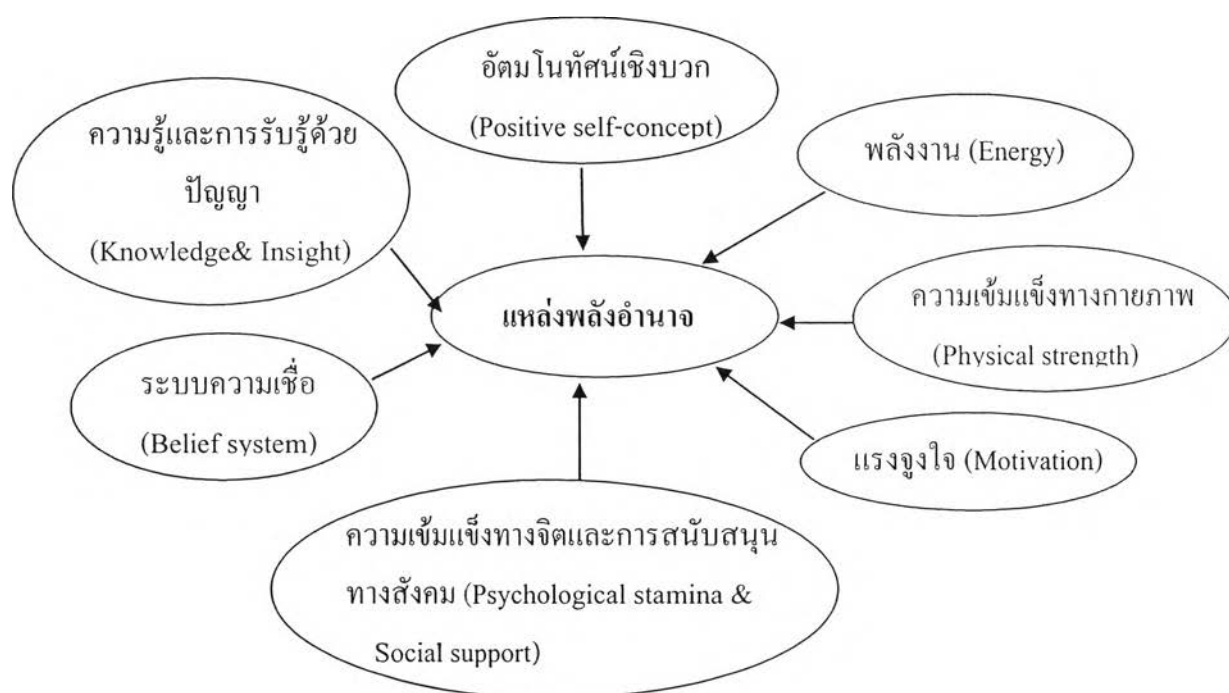 อัตมโนทัศน์เชิงบวก
(Positive self-concept)
ความรู้และการรับรู้ด้วย
ปัญญา
(Knowledge& Insight)
พลังงาน (Energy)
แหล่งพลังอำนาจ
ความเข้มแข็งทางกายภาพ
(Physical strength)
ระบบความเชื่อ
(Belief system)
แรงจูงใจ (Motivation)
ความเข้มแข็งทางจิตและการสนับสนุน
ทางสังคม (Psychological stamina &
Social support)